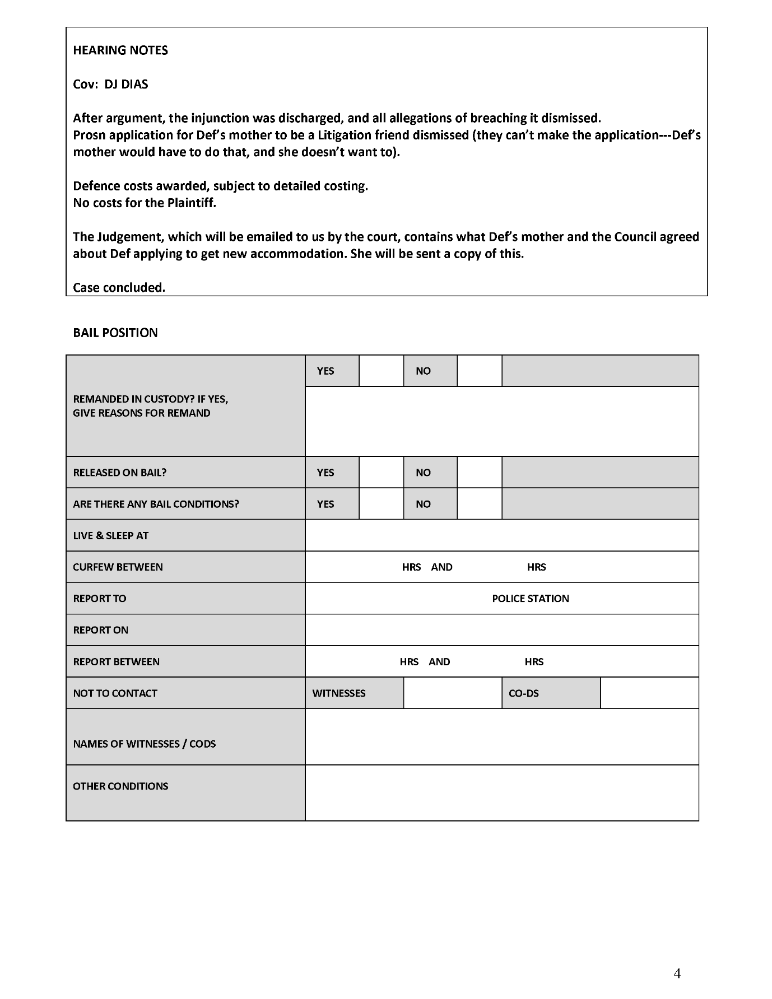 HEARING NOTES
Cov:  DJ DIAS
After argument, the injunction was discharged, and all allegations of breaching it dismissed.
Prosn application for Def’s mother to be a Litigation friend dismissed (they can’t make the application---Def’s
mother would have to do that, and she doesn’t want to).
Defence costs awarded, subject to detailed costing.
No costs for the Plaintiff.
The Judgement, which will be emailed to us by the court, contains what Def’s mother and the Council agreed
about Def applying to get new accommodation. She will be sent a copy of this.
Case concluded.
BAIL POSITION
YES NO
REMANDED IN CUSTODY? IF YES,
GIVE REASONS FOR REMAND
RELEASED ON BAIL? YES NO
ARE THERE ANY BAIL CONDITIONS? YES NO
LIVE & SLEEP AT
CURFEW BETWEEN HRS AND HRS
REPORT TO POLICE STATION
REPORT ON
REPORT BETWEEN HRS AND HRS
NOT TO CONTACT WITNESSES CO-DS
NAMES OF WITNESSES / CODS
OTHER CONDITIONS
4